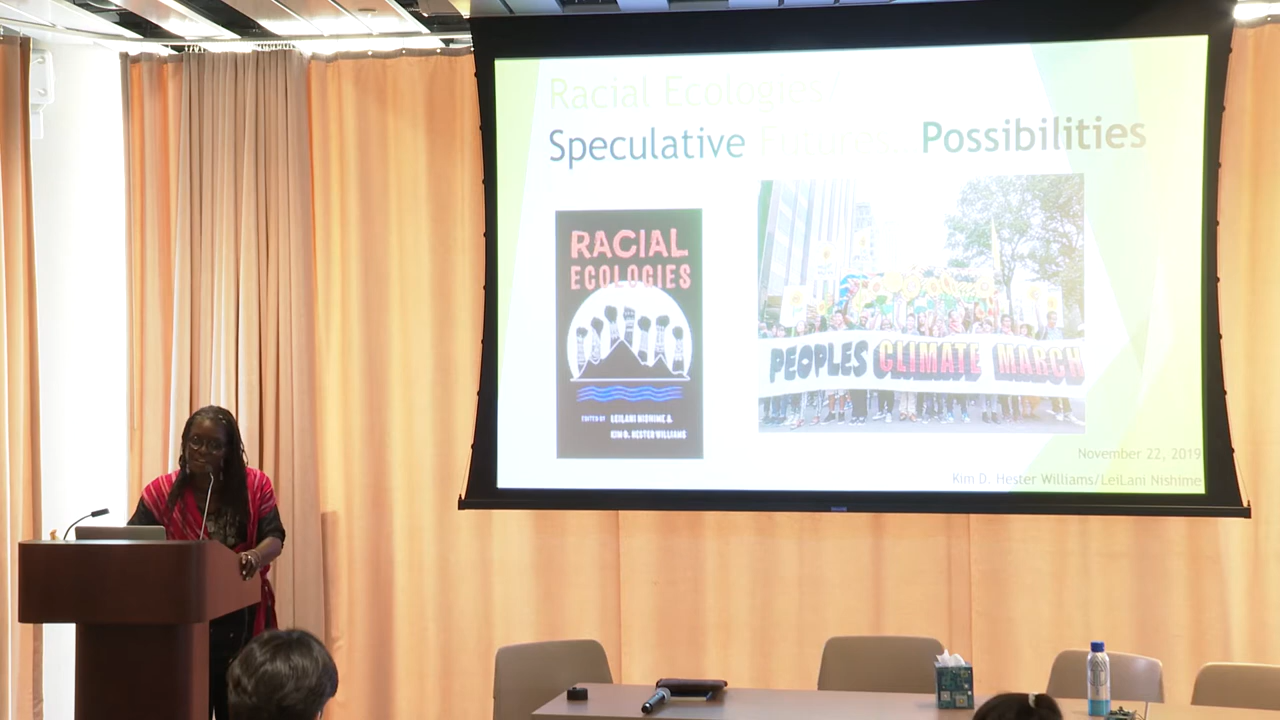 Racial Ecologies/
Speculative Futures... Possibilities
RACIAL
ECOLOGIES
EDITED BY LEILANI NISHIME &
KIM D. HESTER WILLIAMS
PEOPLES CLIMATE MARCH
November 22, 2019
Kim D. Hester Williams/LeiLani Nishime